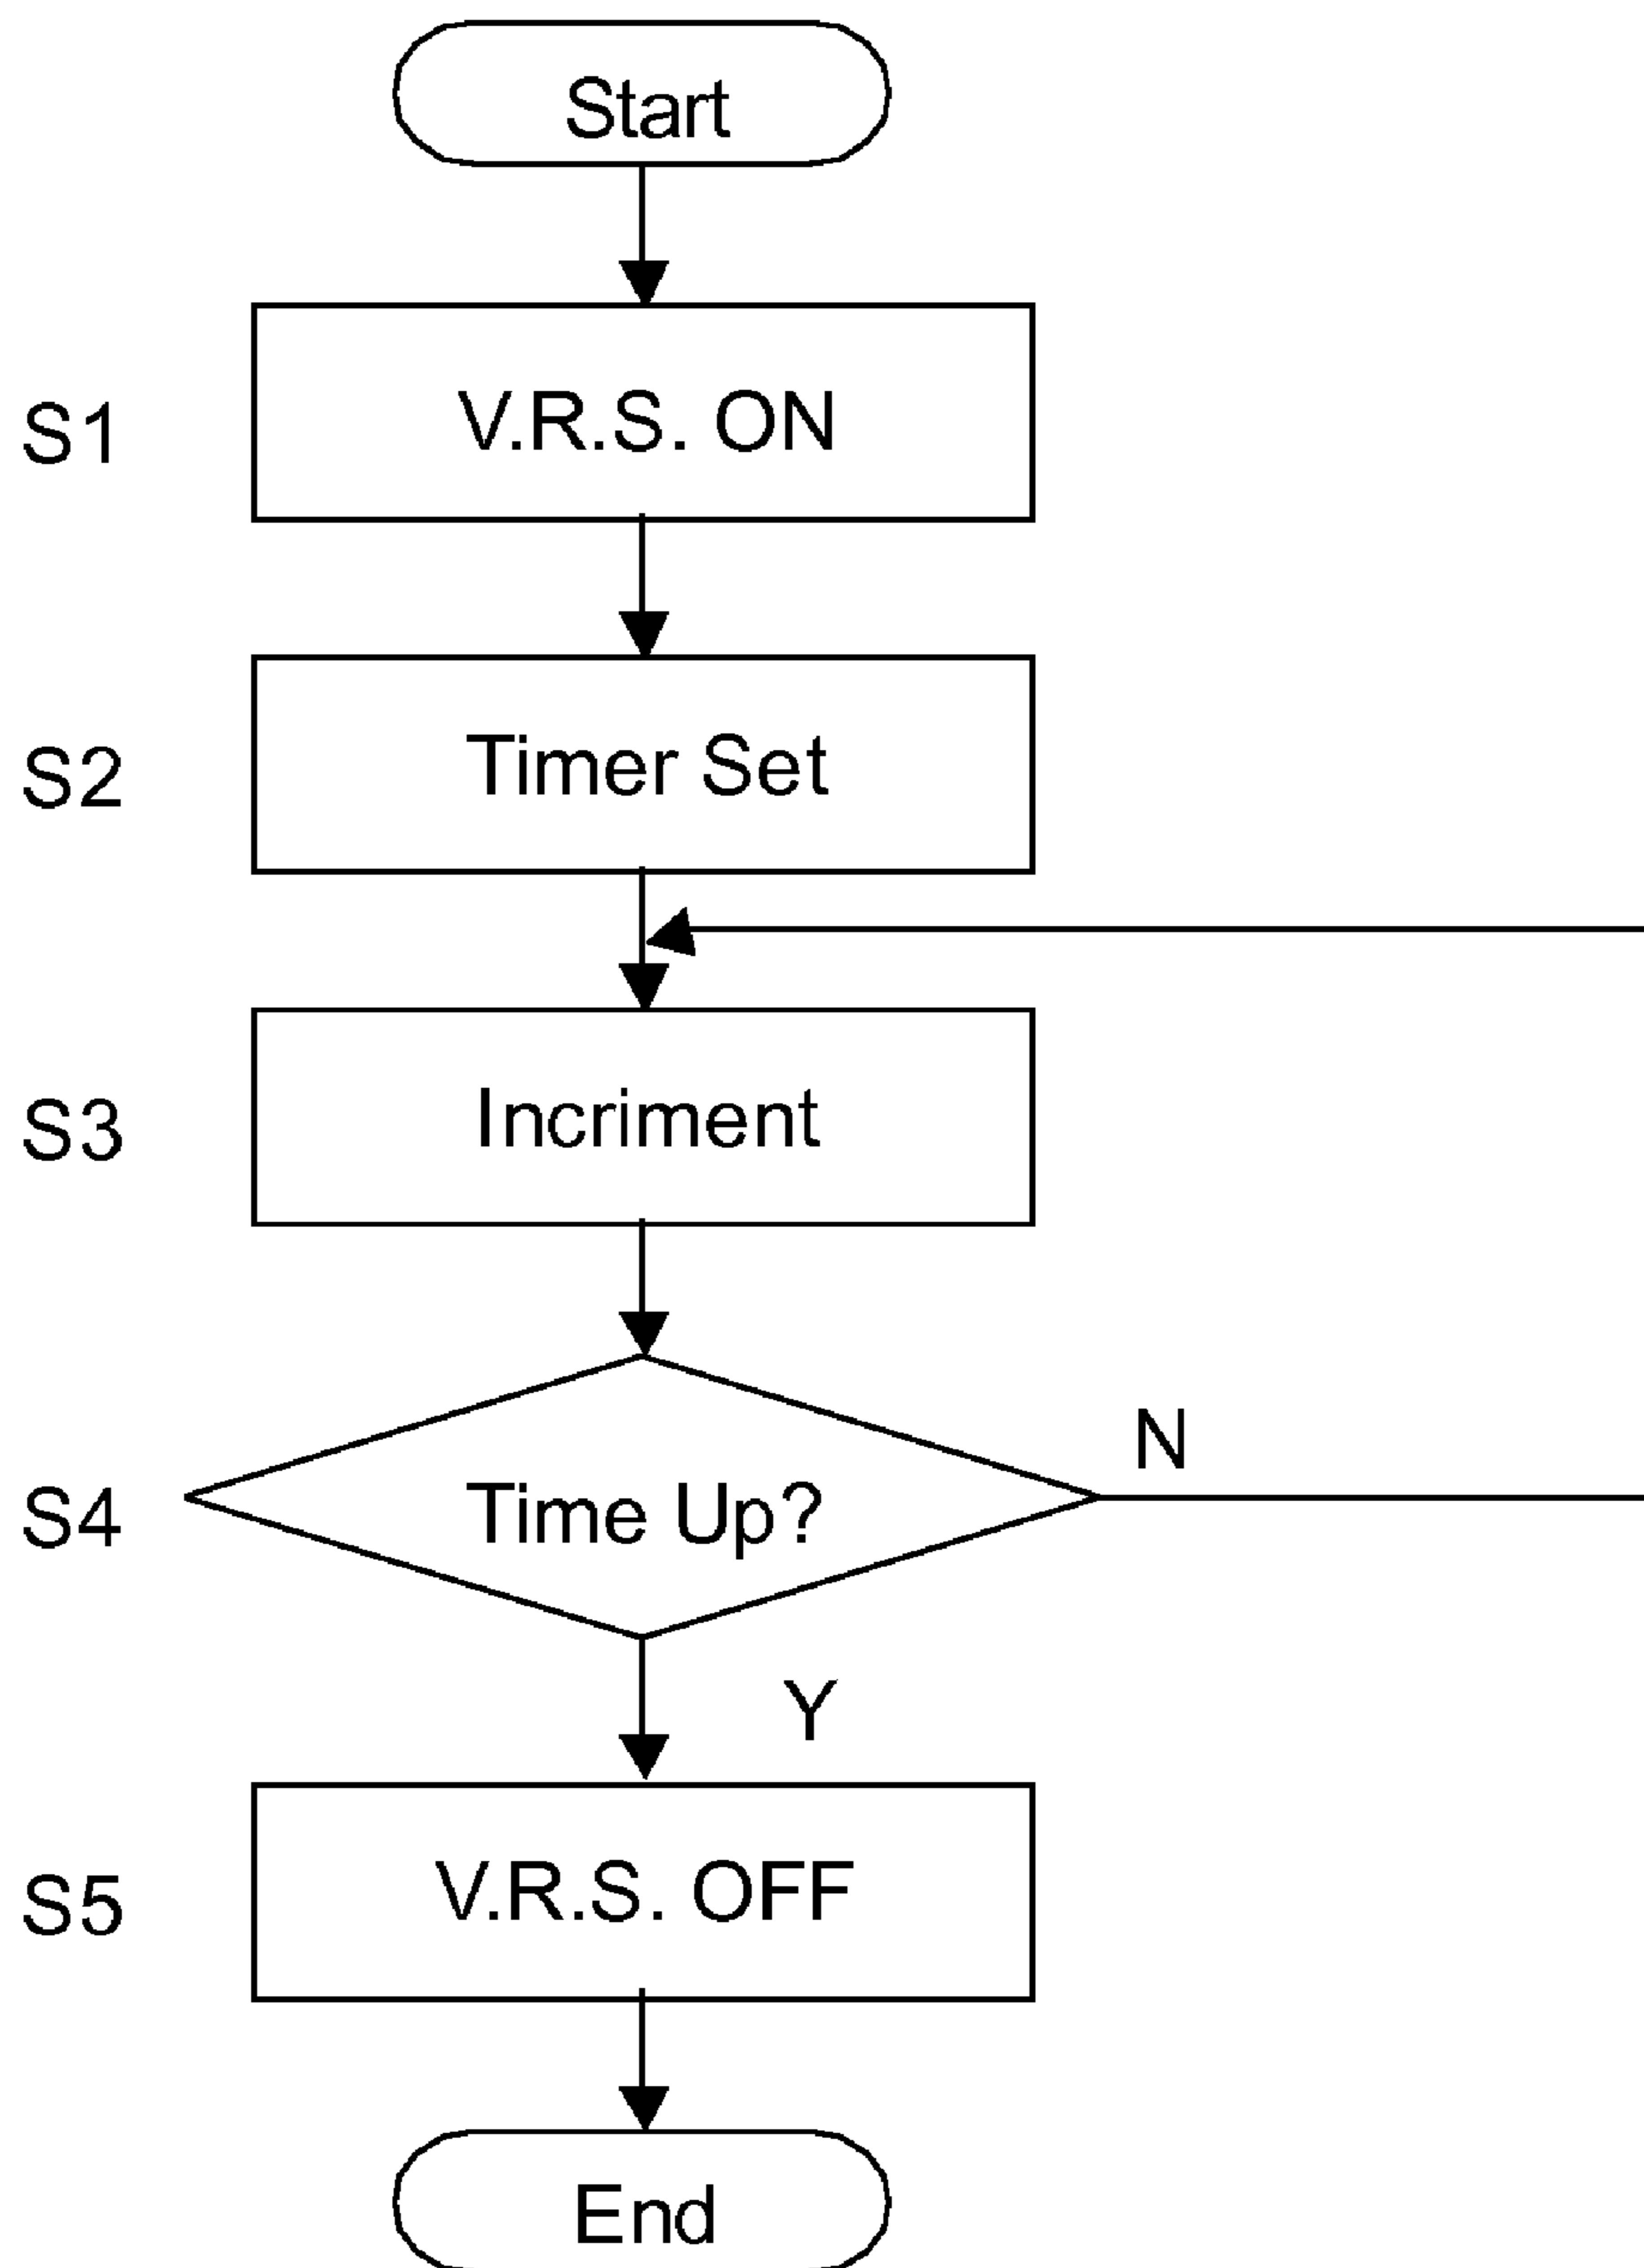 Start
S1
V.R.S. ON
S2
Timer Set
S3
Incriment
S4
Time Up?
N
Y
S5
V.R.S. OFF
End